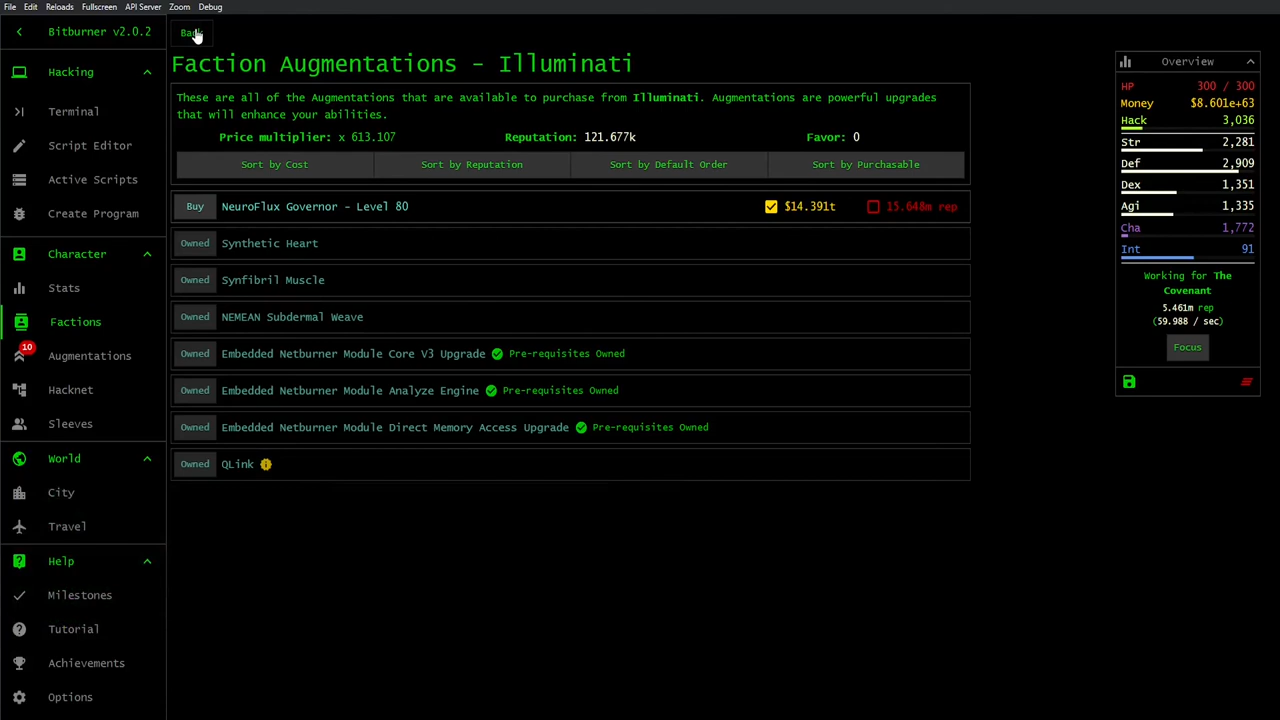 File Edit Reloads Fullscreen API Server Zoom Debug
Bitburner v2.0.2
Hacking
Terminal
Script Editor
Active Scripts
Create Program
Character
Stats
Factions
10
Augmentations
Hacknet
Sleeves
World
City
Travel
Help
Milestones
Tutorial
Achievements
Options
Back
Faction Augmentations - Illuminati
These are all of the Augmentations that are available to purchase from Illuminati. Augmentations are powerful upgrades
that will enhance your abilities.
Price multiplier: x 613.107 Reputation: 121.677k Favor: 0
Sort by Cost Sort by Reputation Sort by Default Order Sort by Purchasable
Buy NeuroFlux Governor - Level 80 $14.391t 15.648m rep
Owned Synthetic Heart
Owned Synfibril Muscle
Owned NEMEAN Subdermal Weave
Owned Embedded Netburner Module Core V3 Upgrade Pre-requisites Owned
Owned Embedded Netburner Module Analyze Engine Pre-requisites Owned
Owned Embedded Netburner Module Direct Memory Access Upgrade Pre-requisites Owned
Owned QLink
Overview
HP 300 / 300
Money $8.601e+63
Hack 3,036
Str 2,281
Def 2,909
Dex 1,351
Agi 1,335
Cha 1,772
Int 91
Working for The
Covenant
5.461m rep
(59.988 / sec)
Focus